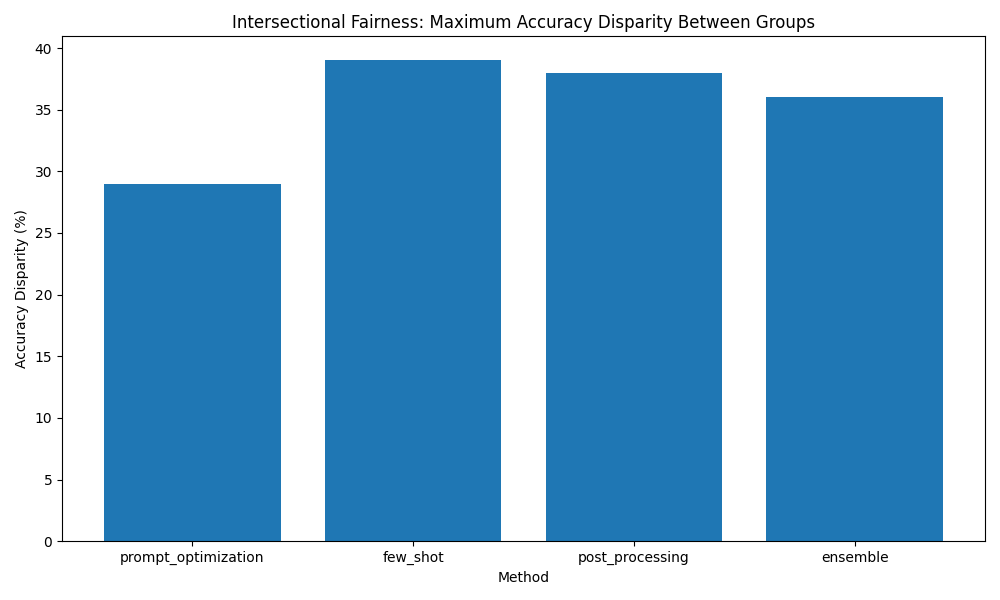 Intersectional Fairness: Maximum Accuracy Disparity Between Groups
Accuracy Disparity (%)
40
35
30
25
20
15
10
5
0
prompt_optimization
few_shot
post_processing
ensemble
Method